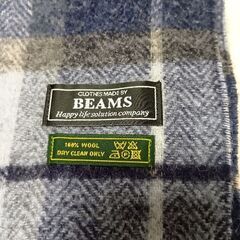 CLOTHES MADE BY
BEAMS
Happy life solution company
100% WOOL
DRY CLEAN ONLY